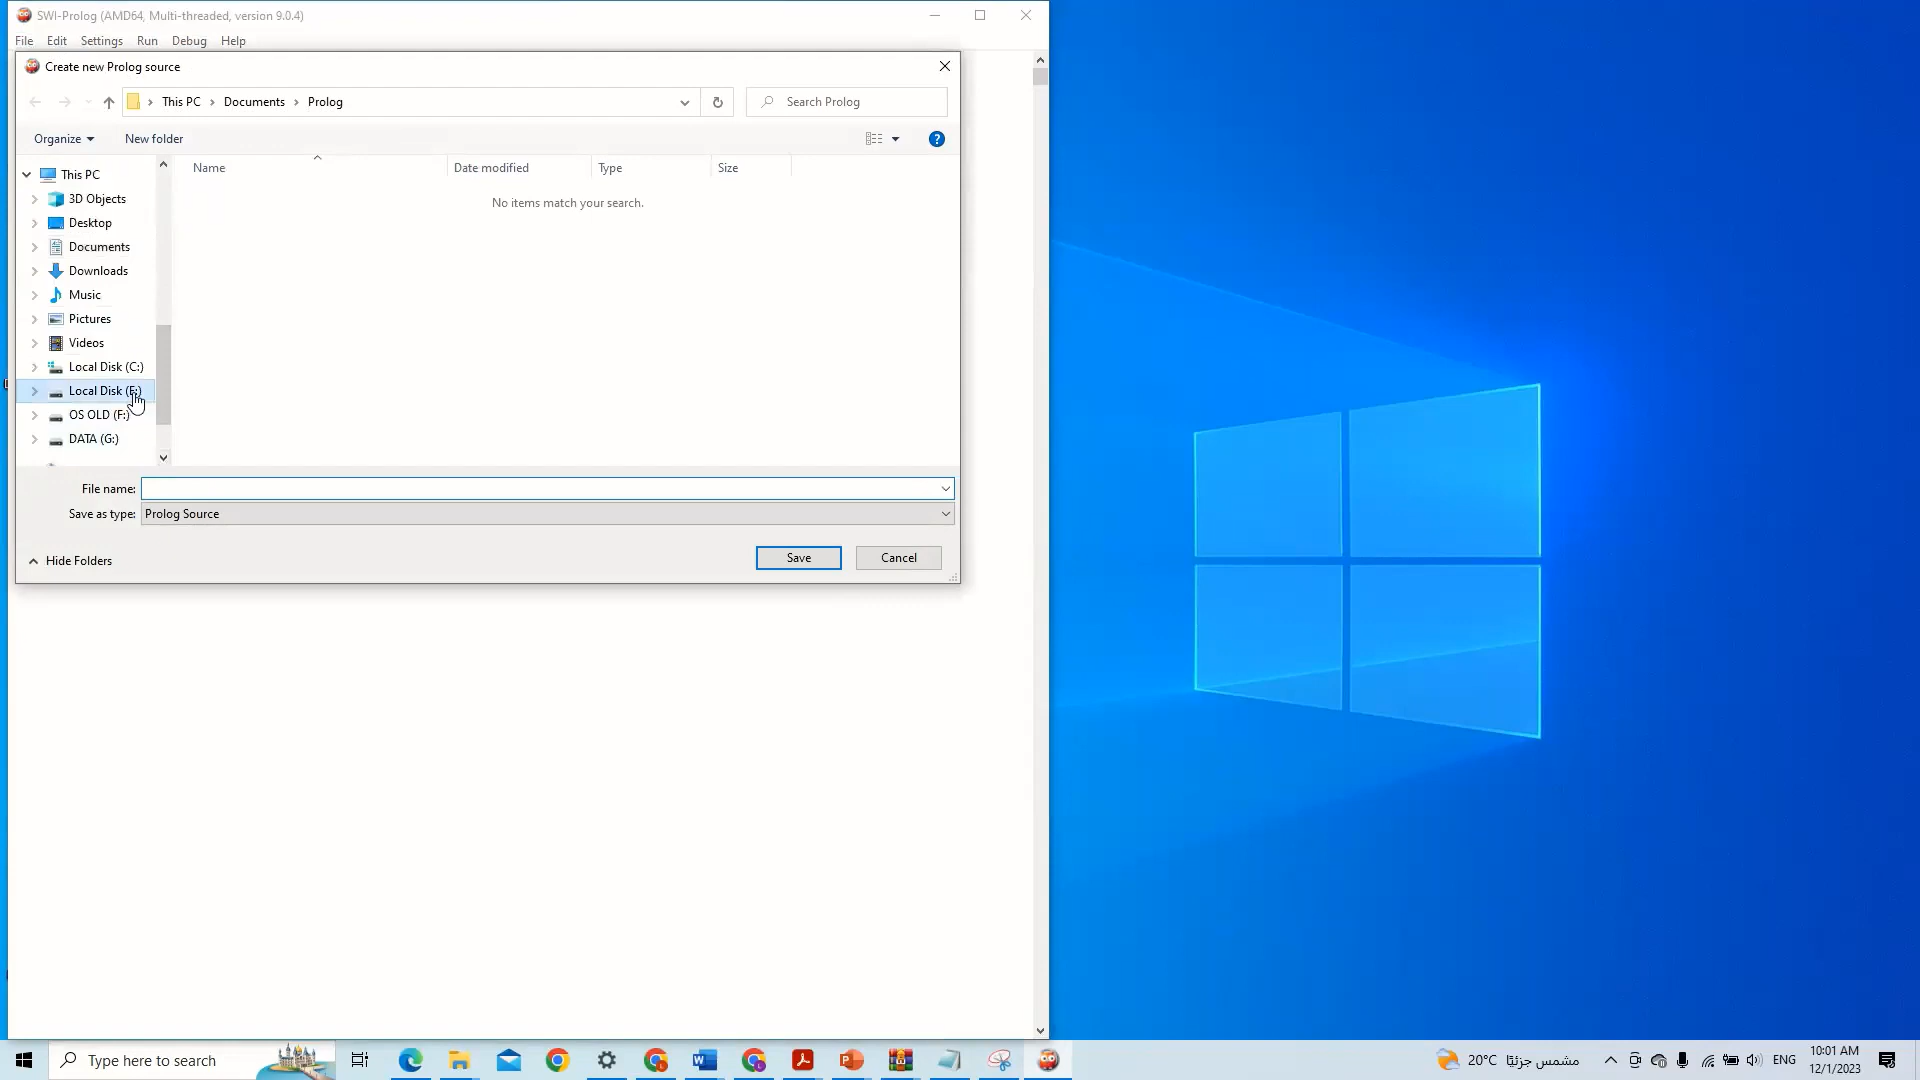 SWI-Prolog (AMD64, Multi-threaded, version 9.0.4)
File Edit Settings Run Debug Help
Create new Prolog source
This PC › Documents › Prolog
Search Prolog
Organize New folder
Name Date modified Type Size
No items match your search.
This PC
3D Objects
Desktop
Documents
Downloads
Music
Pictures
Videos
Local Disk (C:)
Local Disk (E:)
OS OLD (F:)
DATA (G:)
File name:
Save as type: Prolog Source
Hide Folders
Save Cancel
Type here to search
20°C مشمس جزئيًا
ENG
10:01 AM
12/1/2023